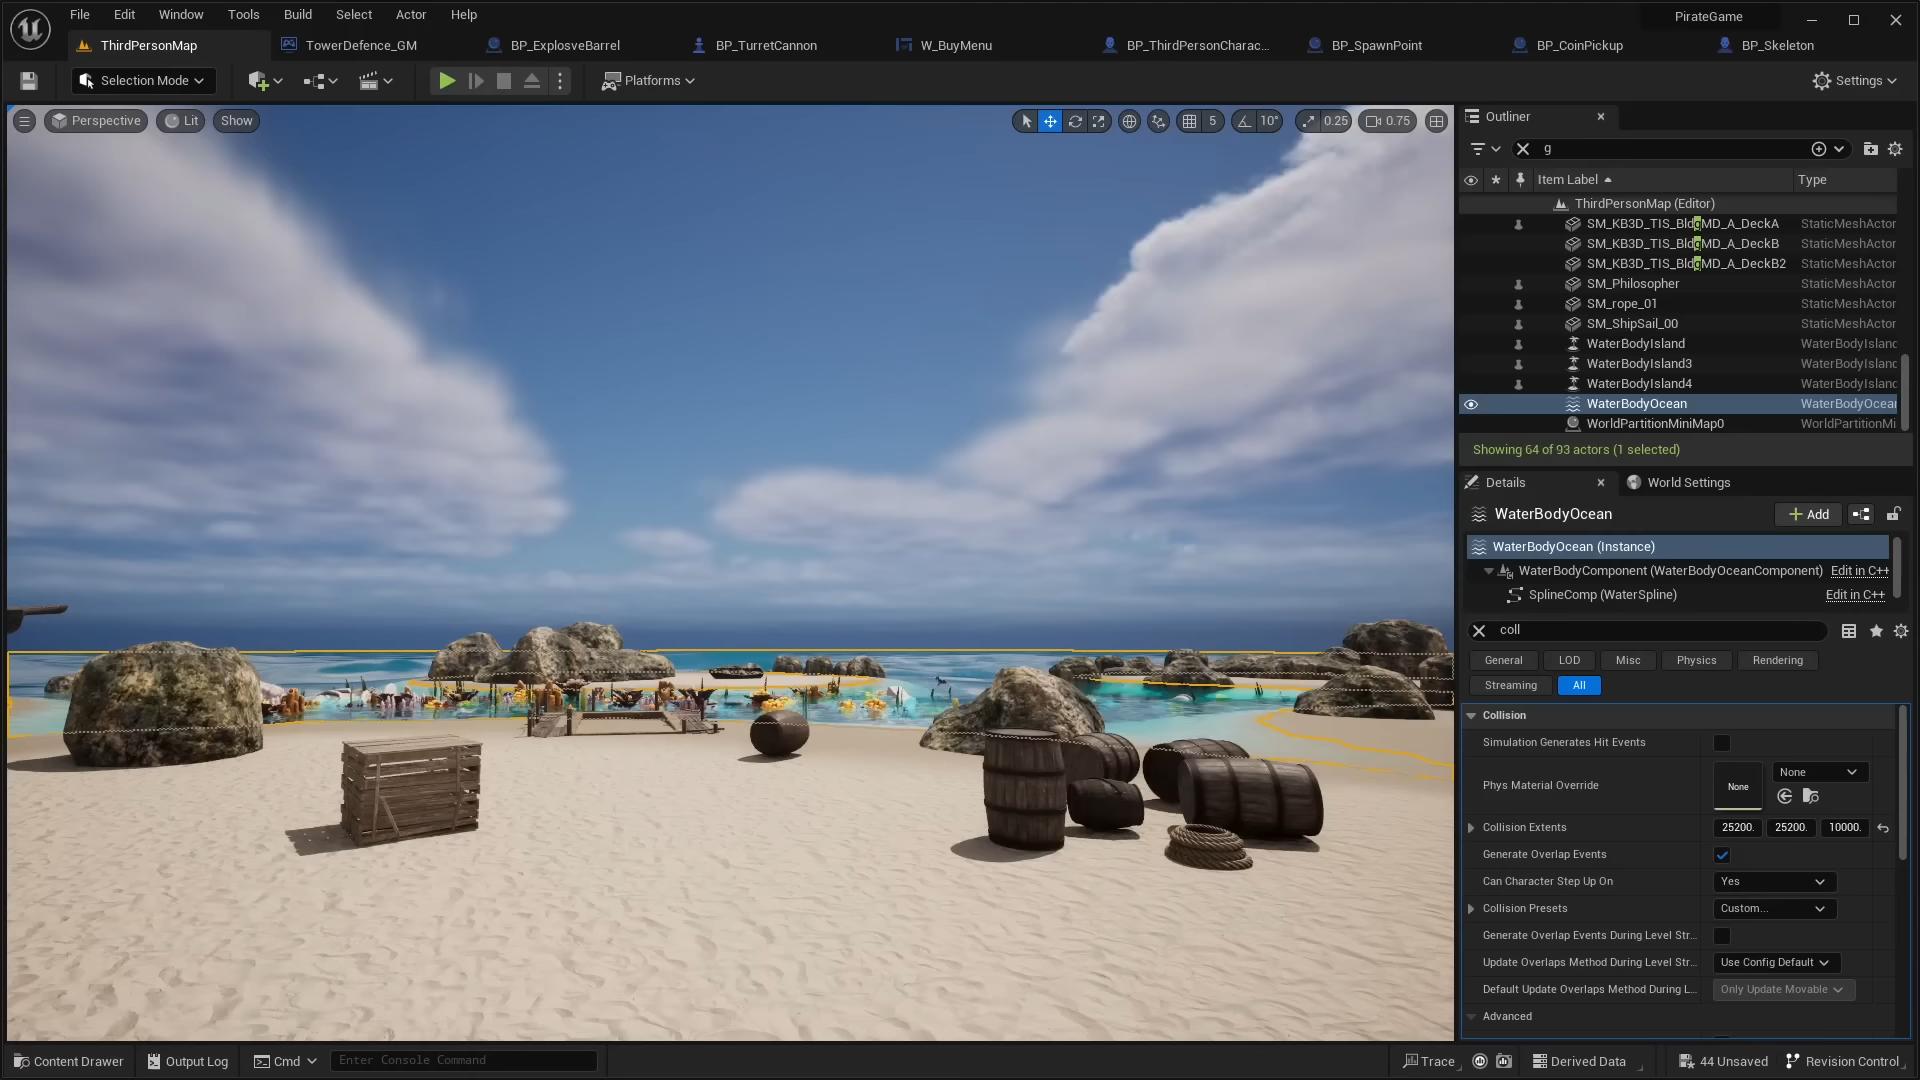 File Edit Window Tools Build Select Actor Help
PirateGame
ThirdPersonMap
TowerDefence_GM
BP_ExplosveBarrel
BP_TurretCannon
W_BuyMenu
BP_ThirdPersonCharac...
BP_SpawnPoint
BP_CoinPickup
BP_Skeleton
Selection Mode
Platforms
Settings
Perspective
Lit
Show
5
10°
0.25
0.75
Outliner
g
Item Label
Type
ThirdPersonMap (Editor)
SM_KB3D_TIS_BldgMD_A_DeckA StaticMeshActor
SM_KB3D_TIS_BldgMD_A_DeckB StaticMeshActor
SM_KB3D_TIS_BldgMD_A_DeckB2 StaticMeshActor
SM_Philosopher StaticMeshActor
SM_rope_01 StaticMeshActor
SM_ShipSail_00 StaticMeshActor
WaterBodyIsland WaterBodyIsland
WaterBodyIsland3 WaterBodyIsland
WaterBodyIsland4 WaterBodyIsland
WaterBodyOcean WaterBodyOcean
WorldPartitionMiniMap0 WorldPartitionMi
Showing 64 of 93 actors (1 selected)
Details
World Settings
WaterBodyOcean
Add
WaterBodyOcean (Instance)
WaterBodyComponent (WaterBodyOceanComponent) Edit in C++
SplineComp (WaterSpline) Edit in C++
coll
General LOD Misc Physics Rendering
Streaming All
Collision
Simulation Generates Hit Events
Phys Material Override None None
Collision Extents 25200. 25200. 10000.
Generate Overlap Events
Can Character Step Up On Yes
Collision Presets Custom...
Generate Overlap Events During Level Str...
Update Overlaps Method During Level Str... Use Config Default
Default Update Overlaps Method During L... Only Update Movable
Advanced
Content Drawer
Output Log
Cmd
Enter Console Command
Trace
Derived Data
44 Unsaved
Revision Control